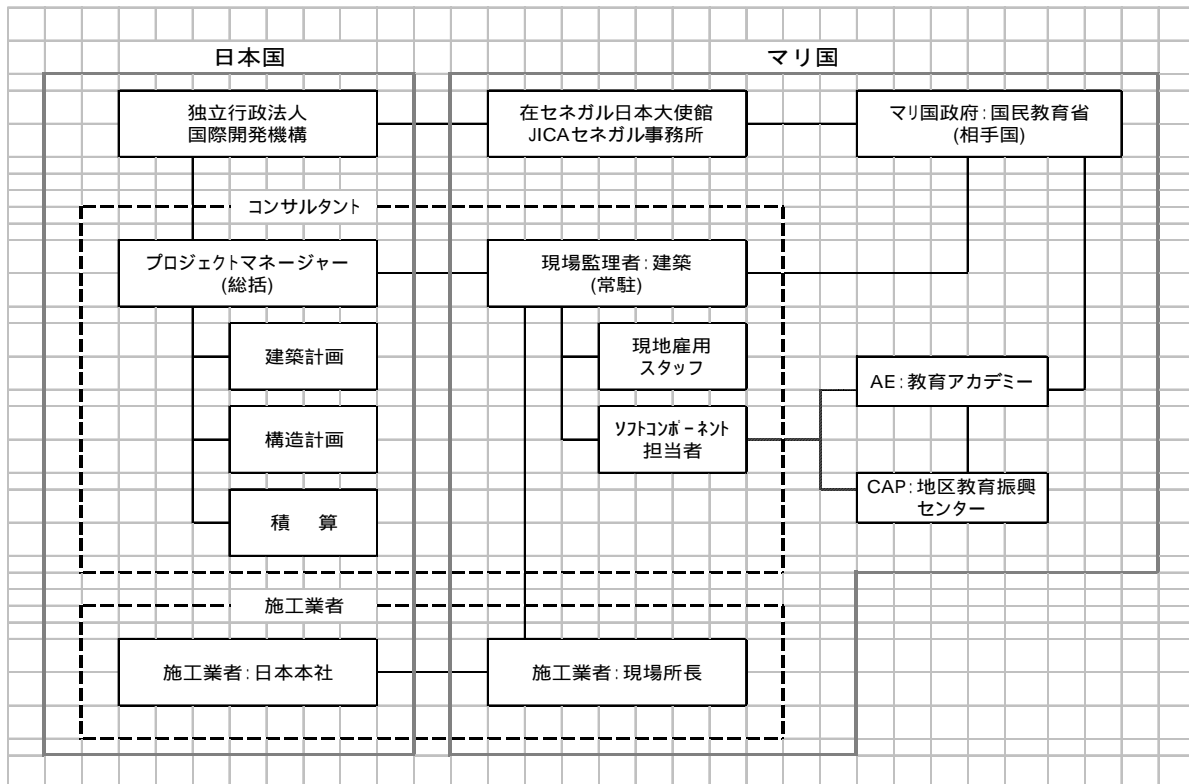 日本国
マリ国
独立行政法人
国際開発機構
在セネガル日本大使館
JICAセネガル事務所
マリ国政府:国民教育省
(相手国)
コンサルタント
プロジェクトマネージャー
(総括)
現場監理者:建築
(常駐)
建築計画
現地雇用
スタッフ
AE:教育アカデミー
構造計画
ソフトコンポーネント
担当者
CAP:地区教育振興
センター
積 算
施工業者
施工業者:日本本社
施工業者:現場所長